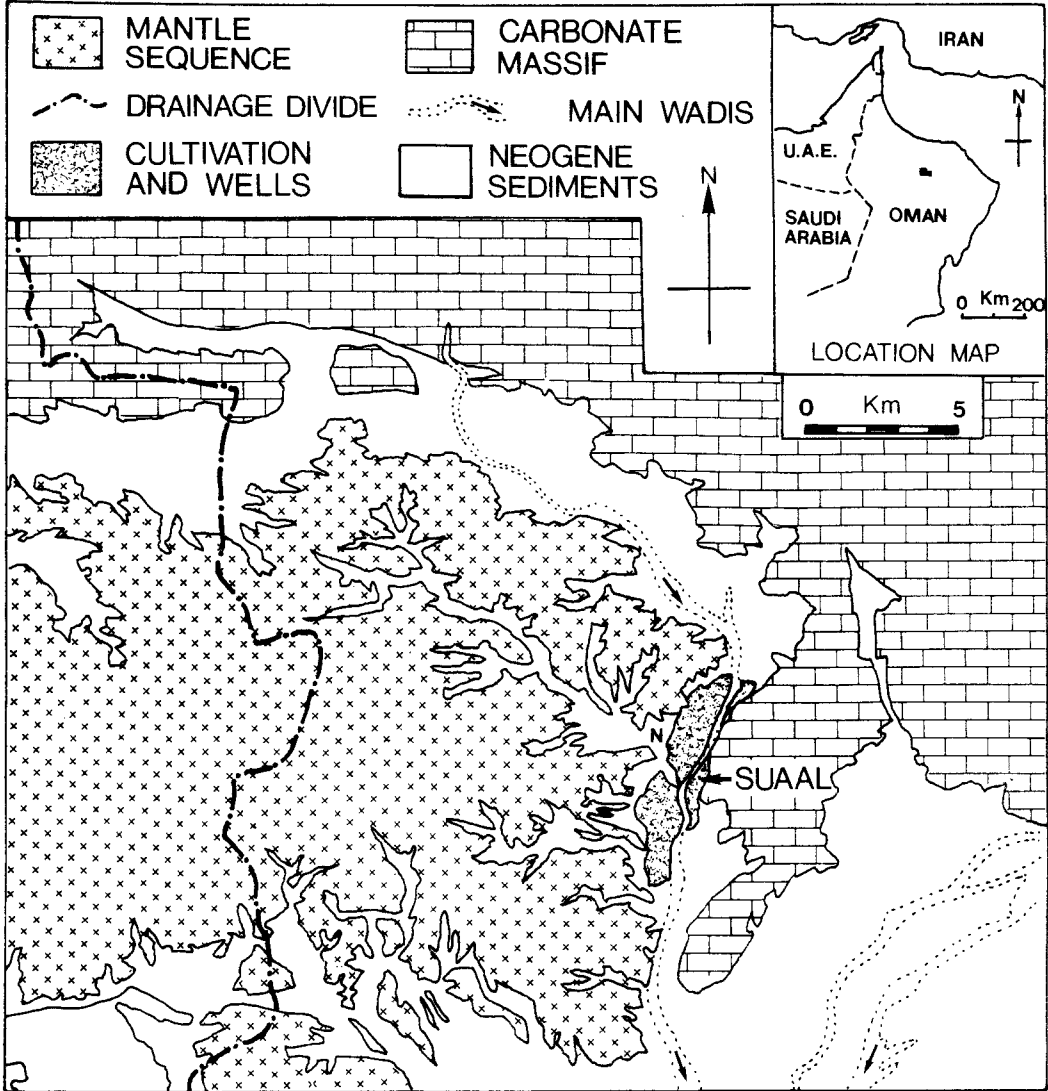 MANTLE
SEQUENCE
CARBONATE
MASSIF
DRAINAGE DIVIDE
MAIN WADIS
CULTIVATION
AND WELLS
NEOGENE
SEDIMENTS
N
IRAN
N
U.A.E.
SAUDI
ARABIA
OMAN
0 Km 200
LOCATION MAP
0 Km 5
N
SUAAL